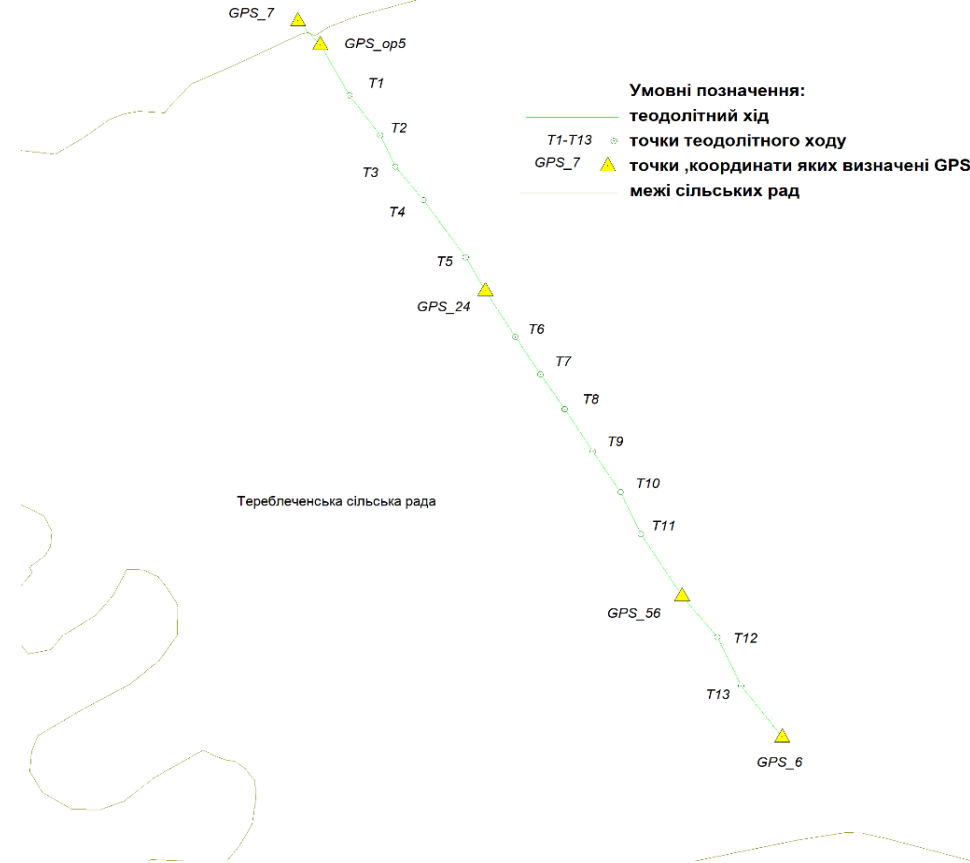 GPS_7
GPS_op5
T1
Умовні позначення:
теодолітний хід
T2
T1-T13 точки теодолітного ходу
GPS_7 точки ,координати яких визначені GPS
T3
межі сільських рад
T4
T5
GPS_24
T6
T7
T8
T9
T10
Тереблеченська сільська рада
T11
GPS_56
T12
T13
GPS_6